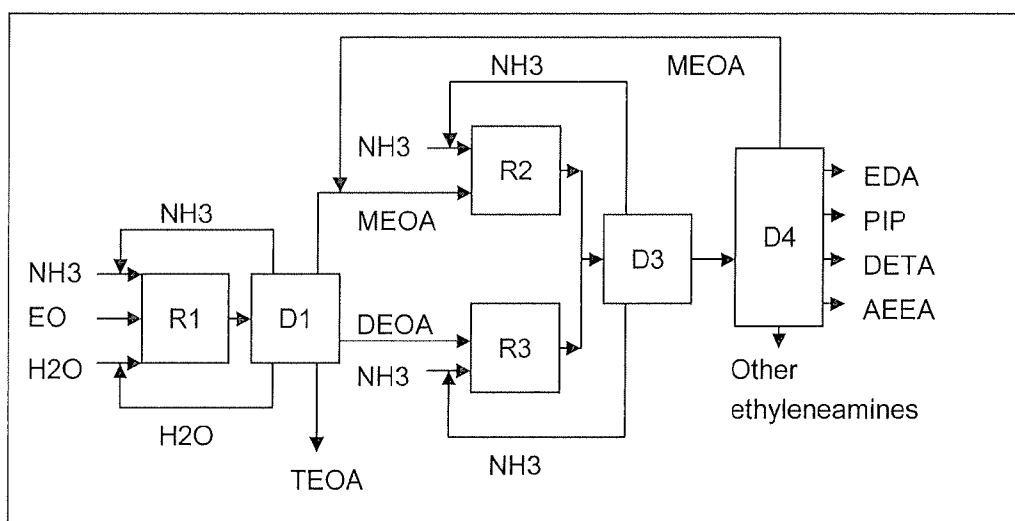 NH3
MEOA
NH3
R2
MEOA
EDA
PIP
DETA
AEEA
D4
NH3
D3
NH3
EO
H2O
R1
D1
DEOA
NH3
R3
H2O
TEOA
NH3
Other
ethyleneamines